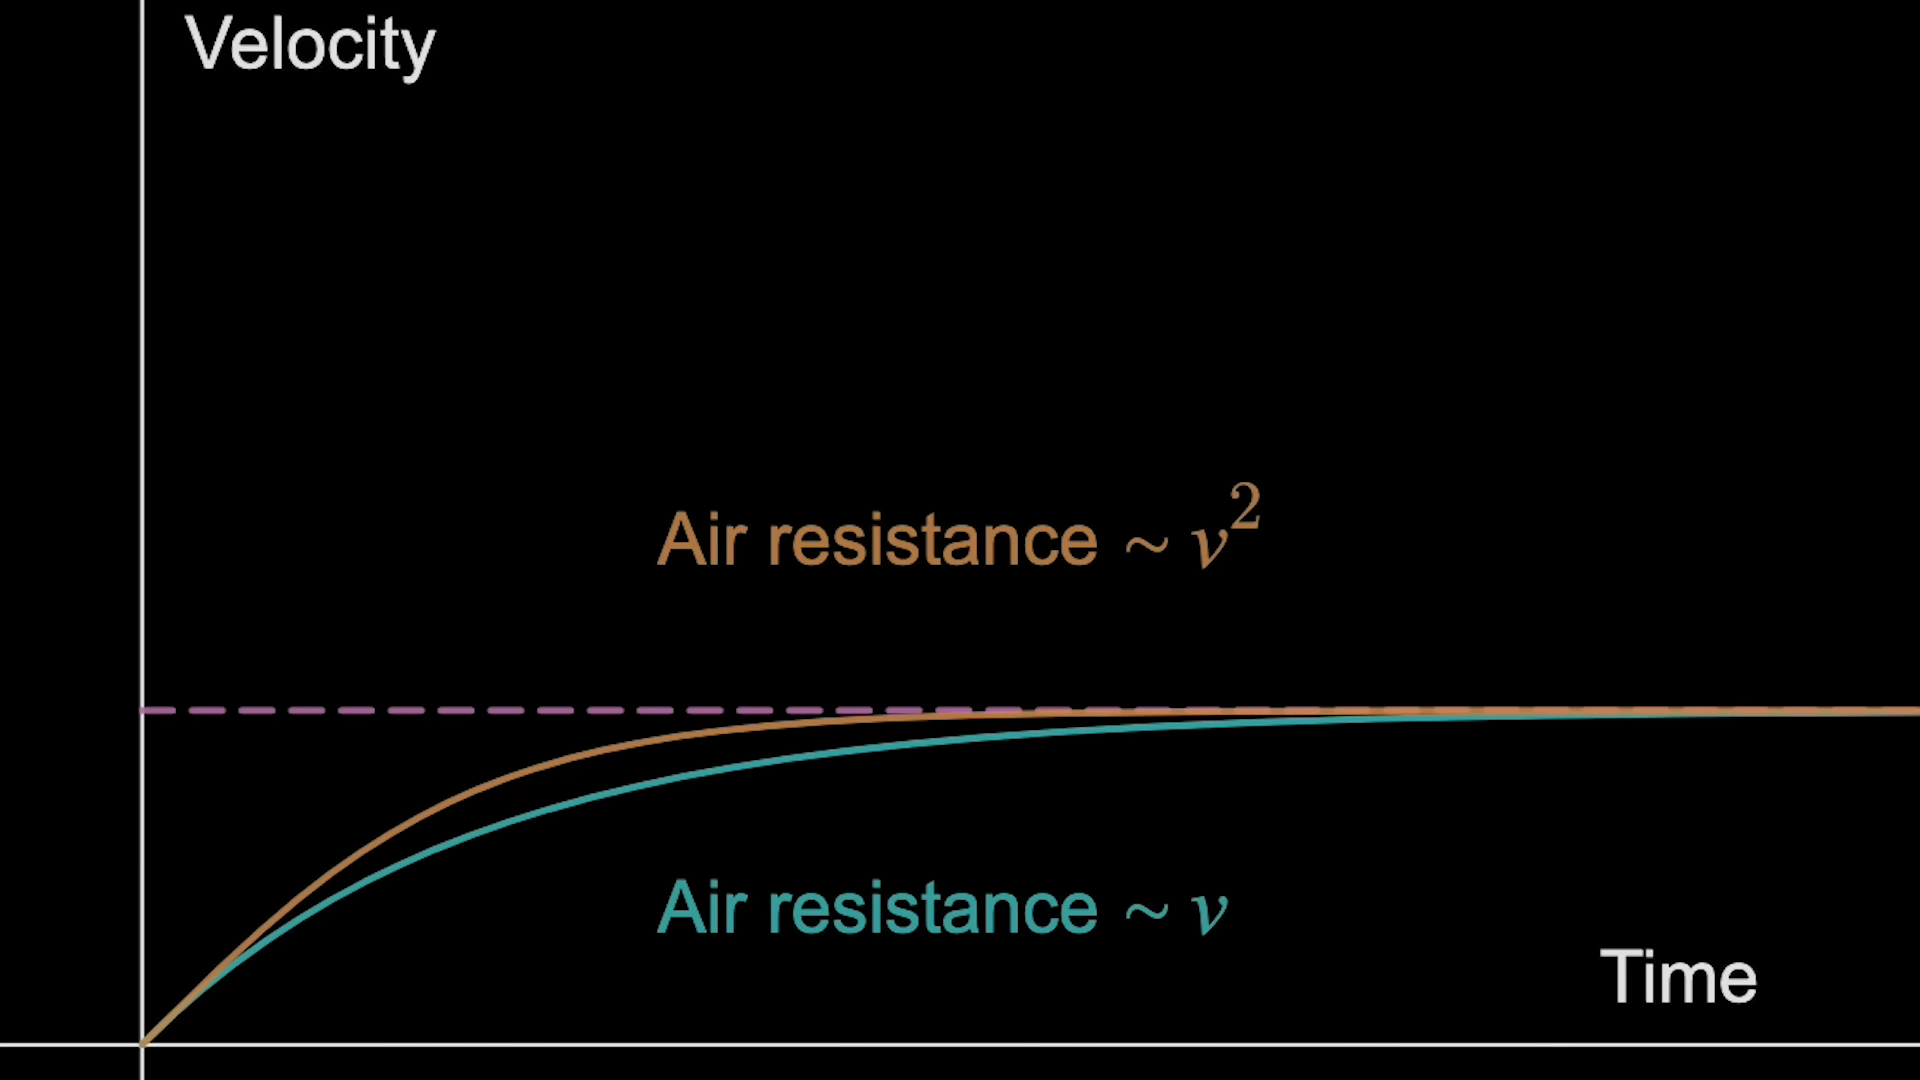 Velocity
Air resistance ~ v²
Air resistance ~ v
Time